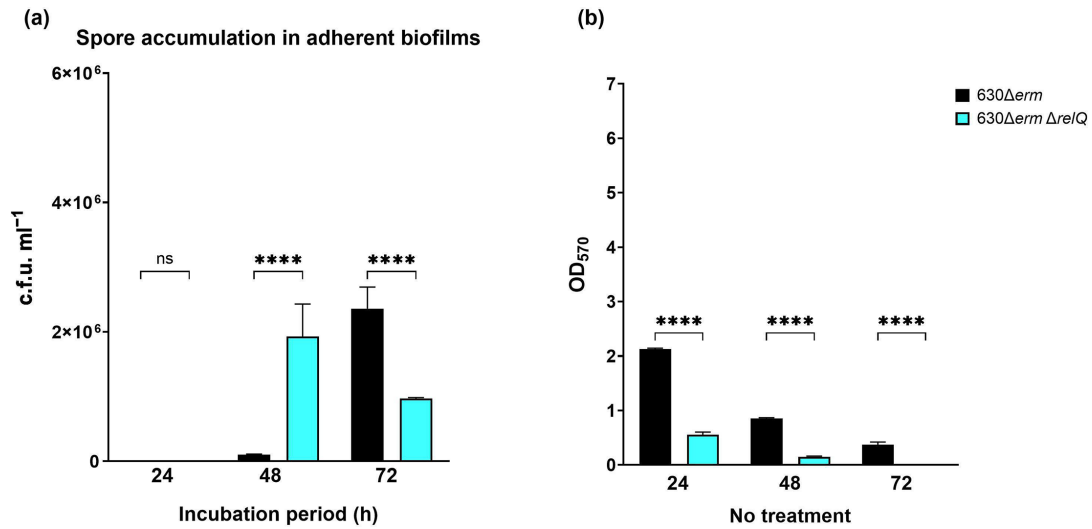 (a)
Spore accumulation in adherent biofilms
c.f.u. ml⁻¹
6×10⁶
4×10⁶
2×10⁶
0
ns
****
****
24 48 72
Incubation period (h)
(b)
OD₅₇₀
7
6
5
4
3
2
1
0
****
****
****
24 48 72
No treatment
630Δerm
630Δerm ΔrelQ